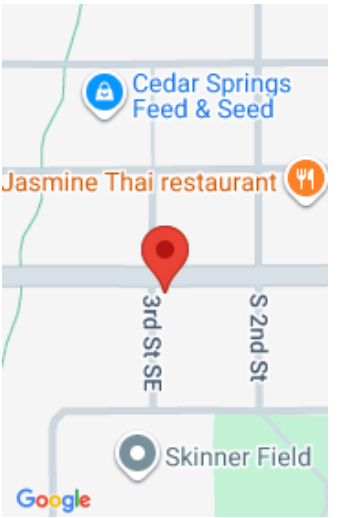 Cedar Springs
Feed & Seed
Jasmine Thai restaurant
3rd St SE
S 2nd St
Skinner Field
Google